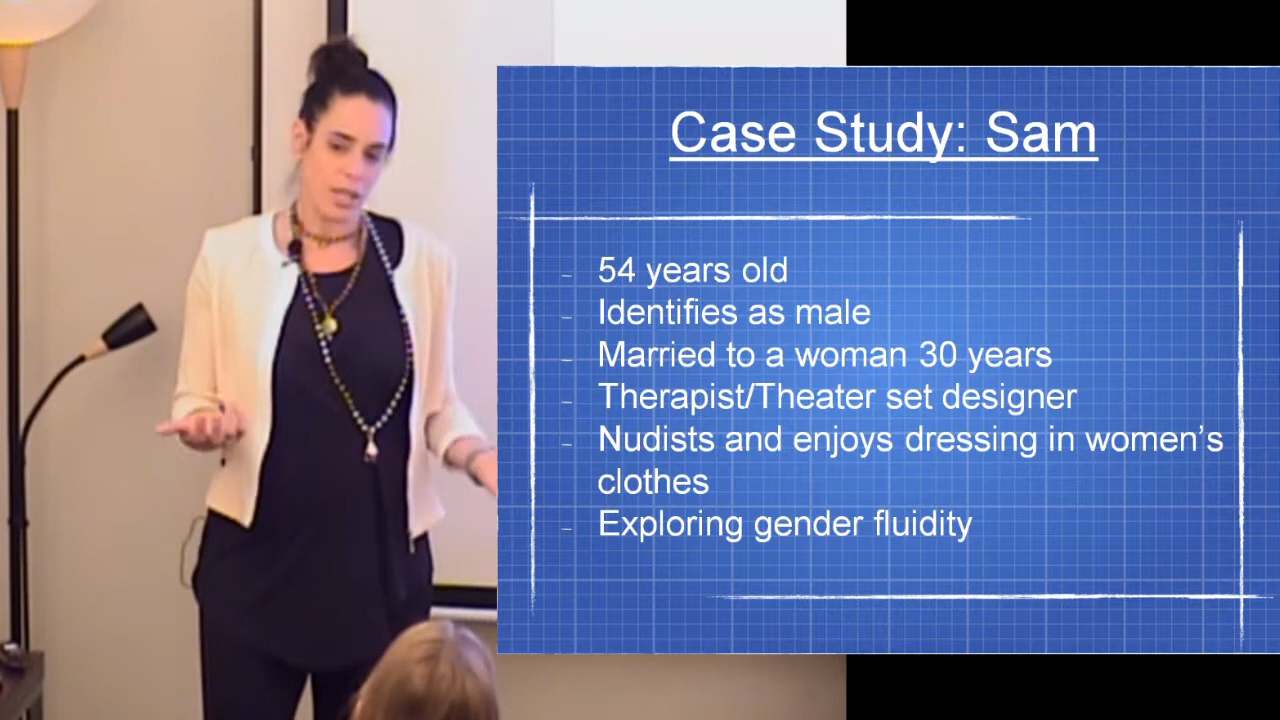 Case Study: Sam
- 54 years old
- Identifies as male
- Married to a woman 30 years
- Therapist/Theater set designer
- Nudists and enjoys dressing in women's
clothes
- Exploring gender fluidity